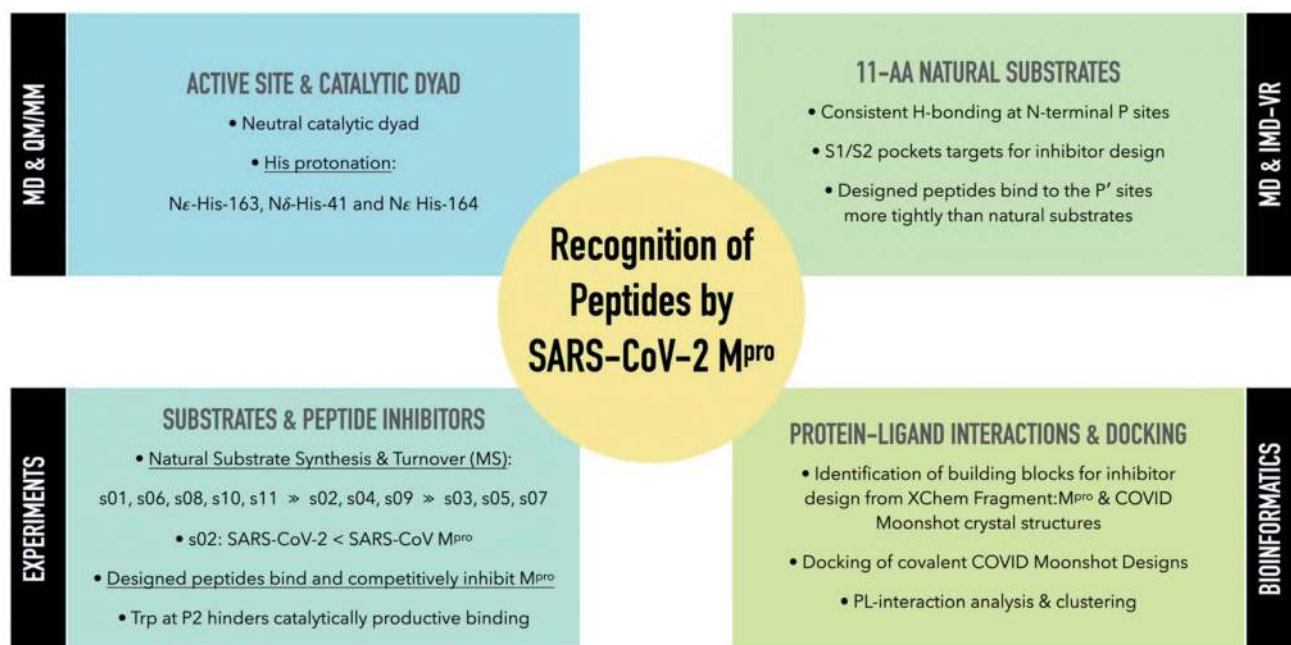 MD & QM/MM
ACTIVE SITE & CATALYTIC DYAD
• Neutral catalytic dyad
• His protonation:
Nε-His-163, Nδ-His-41 and Nε His-164
11-AA NATURAL SUBSTRATES
• Consistent H-bonding at N-terminal P sites
• S1/S2 pockets targets for inhibitor design
• Designed peptides bind to the P′ sites
more tightly than natural substrates
MD & IMD-VR
Recognition of
Peptides by
SARS-CoV-2 Mpro
EXPERIMENTS
SUBSTRATES & PEPTIDE INHIBITORS
• Natural Substrate Synthesis & Turnover (MS):
s01, s06, s08, s10, s11 ≫ s02, s04, s09 ≫ s03, s05, s07
• s02: SARS-CoV-2 < SARS-CoV Mpro
• Designed peptides bind and competitively inhibit Mpro
• Trp at P2 hinders catalytically productive binding
PROTEIN-LIGAND INTERACTIONS & DOCKING
• Identification of building blocks for inhibitor
design from XChem Fragment:Mpro & COVID
Moonshot crystal structures
• Docking of covalent COVID Moonshot Designs
• PL-interaction analysis & clustering
BIOINFORMATICS